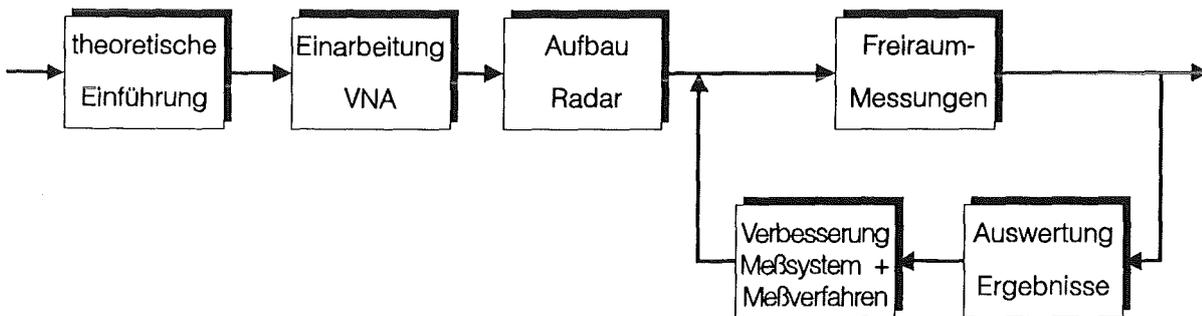 theoretische
Einführung
Einarbeitung
VNA
Aufbau
Radar
Freiraum-
Messungen
Verbesserung
Meßsystem +
Meßverfahren
Auswertung
Ergebnisse